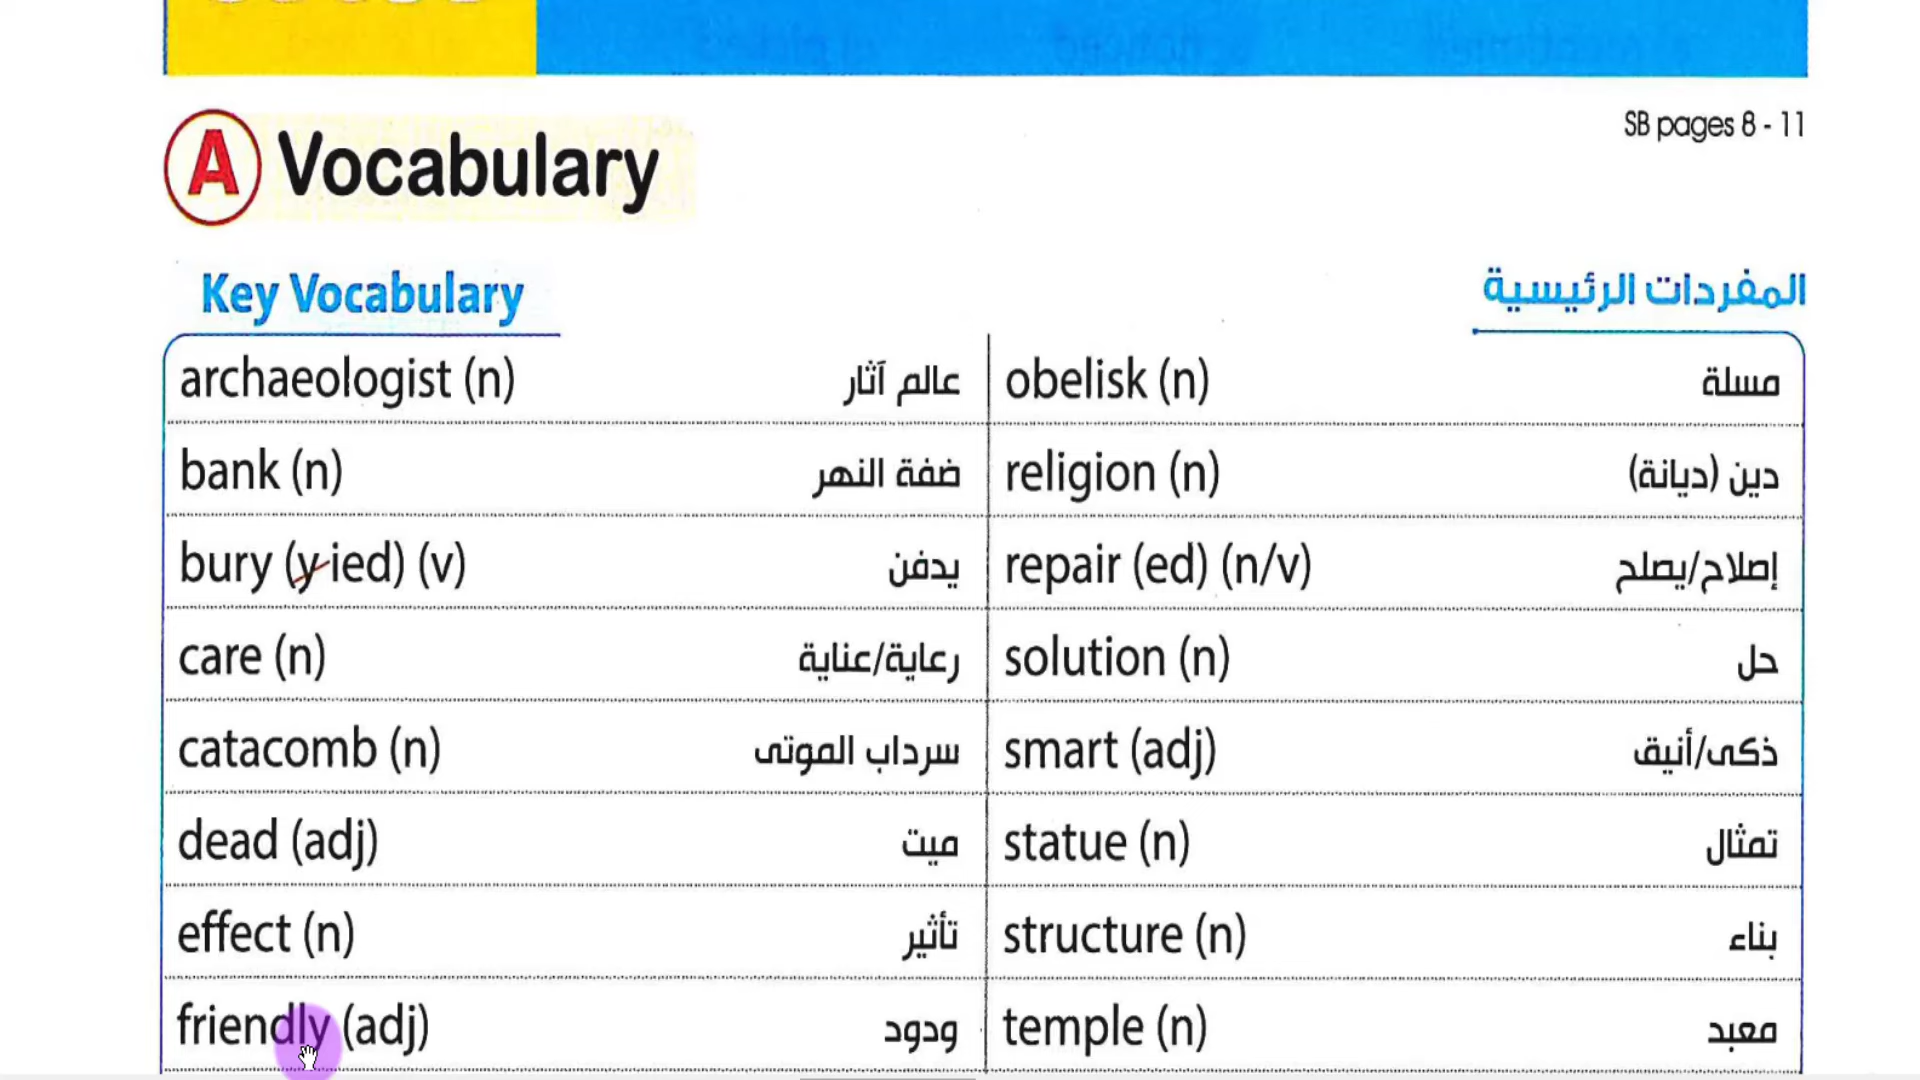 SB pages 8 - 11
A Vocabulary
Key Vocabulary المفردات الرئيسية
archaeologist (n) عالم آثار obelisk (n) مسلة
bank (n) ضفة النهر religion (n) دين (ديانة)
bury (y ied) (v) يدفن repair (ed) (n/v) إصلاح/يصلح
care (n) رعاية/عناية solution (n) حل
catacomb (n) سرداب الموتى smart (adj) ذكى/أنيق
dead (adj) ميت statue (n) تمثال
effect (n) تأثير structure (n) بناء
friendly (adj) ودود temple (n) معبد